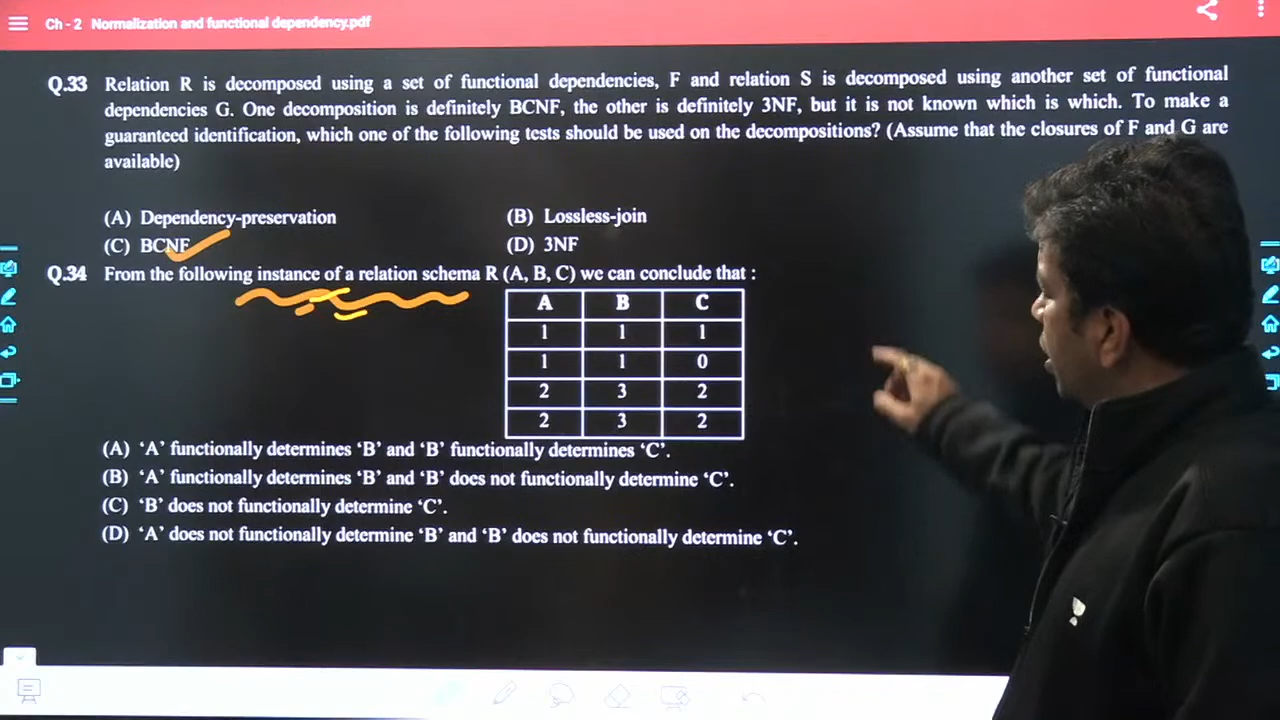 Ch - 2 Normalization and functional dependency.pdf
Q.33 Relation R is decomposed using a set of functional dependencies, F and relation S is decomposed using another set of functional
dependencies G. One decomposition is definitely BCNF, the other is definitely 3NF, but it is not known which is which. To make a
guaranteed identification, which one of the following tests should be used on the decompositions? (Assume that the closures of F and G are
available)
(A) Dependency-preservation (B) Lossless-join
(C) BCNF (D) 3NF
Q.34 From the following instance of a relation schema R (A, B, C) we can conclude that :
A B C
1 1 1
1 1 0
2 3 2
2 3 2
(A) ‘A’ functionally determines ‘B’ and ‘B’ functionally determines ‘C’.
(B) ‘A’ functionally determines ‘B’ and ‘B’ does not functionally determine ‘C’.
(C) ‘B’ does not functionally determine ‘C’.
(D) ‘A’ does not functionally determine ‘B’ and ‘B’ does not functionally determine ‘C’.